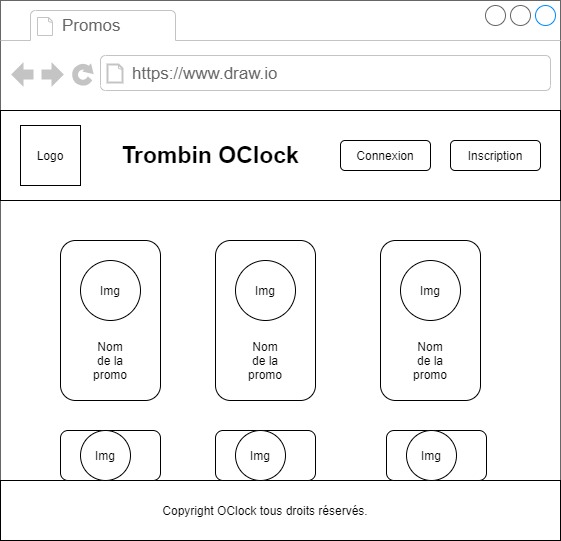 Promos
https://www.draw.io
Logo
Trombin OClock
Connexion
Inscription
Img
Img
Img
Nom
de la
promo
Nom
de la
promo
Nom
de la
promo
Img
Img
Img
Copyright OClock tous droits réservés.